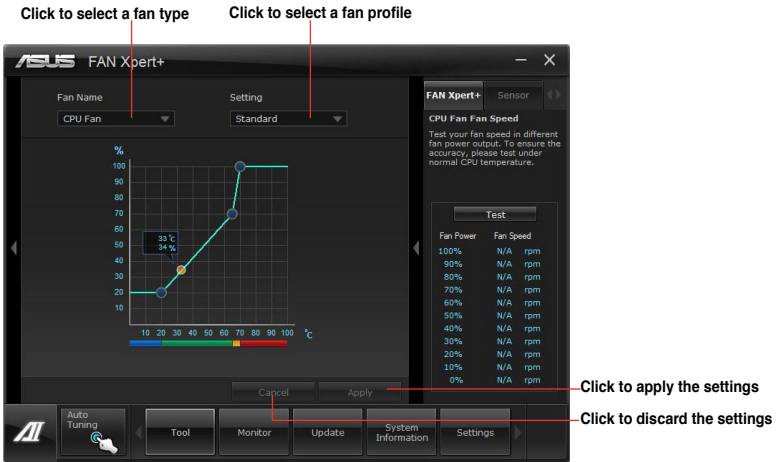 Click to select a fan type
Click to select a fan profile
ASUS FAN Xpert+
Fan Name
Setting
CPU Fan
Standard
%
100
90
80
70
60
50
40
30
20
10
33 °C
34 %
10 20 30 40 50 60 70 80 90 100 °C
Cancel
Apply
FAN Xpert+
Sensor
CPU Fan Fan Speed
Test your fan speed in different
fan power output. To ensure the
accuracy, please test under
normal CPU temperature.
Test
Fan Power Fan Speed
100% N/A rpm
90% N/A rpm
80% N/A rpm
70% N/A rpm
60% N/A rpm
50% N/A rpm
40% N/A rpm
30% N/A rpm
20% N/A rpm
10% N/A rpm
0% N/A rpm
Click to apply the settings
Click to discard the settings
AI
Auto
Tuning
Tool
Monitor
Update
System
Information
Settings